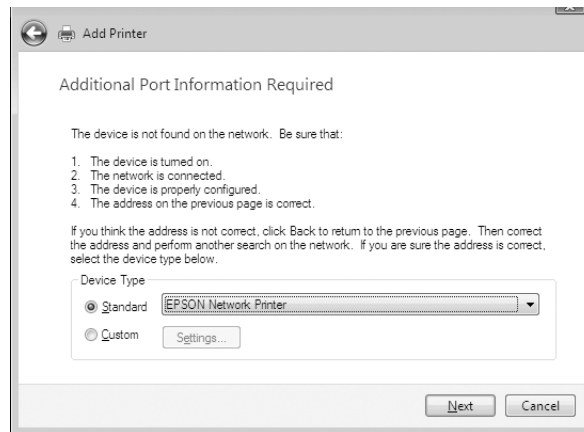 Add Printer
Additional Port Information Required
The device is not found on the network. Be sure that:
1. The device is turned on.
2. The network is connected.
3. The device is properly configured.
4. The address on the previous page is correct.
If you think the address is not correct, click Back to return to the previous page. Then correct
the address and perform another search on the network. If you are sure the address is correct,
select the device type below.
Device Type
Standard
EPSON Network Printer
Custom
Settings...
Next
Cancel